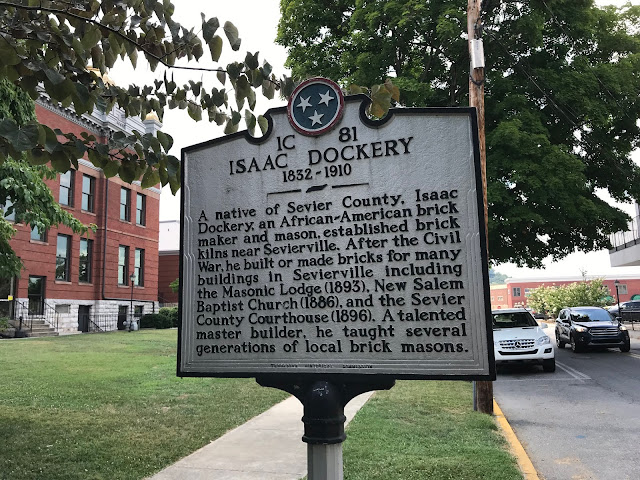 1C 81
ISAAC DOCKERY
1832-1910
A native of Sevier County, Isaac
Dockery, an African-American brick
maker and mason, established brick
kilns near Sevierville. After the Civil
War, he built or made bricks for many
buildings in Sevierville including
the Masonic Lodge (1893), New Salem
Baptist Church (1886), and the Sevier
County Courthouse (1896). A talented
master builder, he taught several
generations of local brick masons.
TENNESSEE HISTORICAL COMMISSION